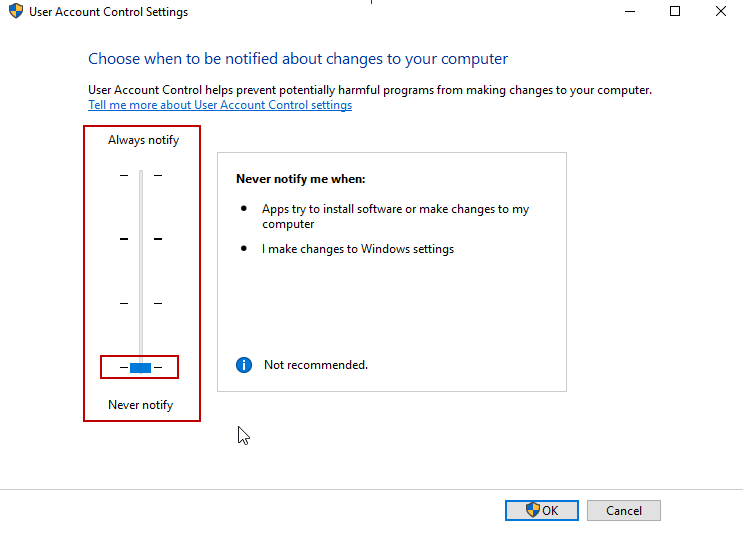 User Account Control Settings
Choose when to be notified about changes to your computer
User Account Control helps prevent potentially harmful programs from making changes to your computer.
Tell me more about User Account Control settings
Always notify
Never notify me when:
Apps try to install software or make changes to my
computer
I make changes to Windows settings
Not recommended.
Never notify
OK
Cancel